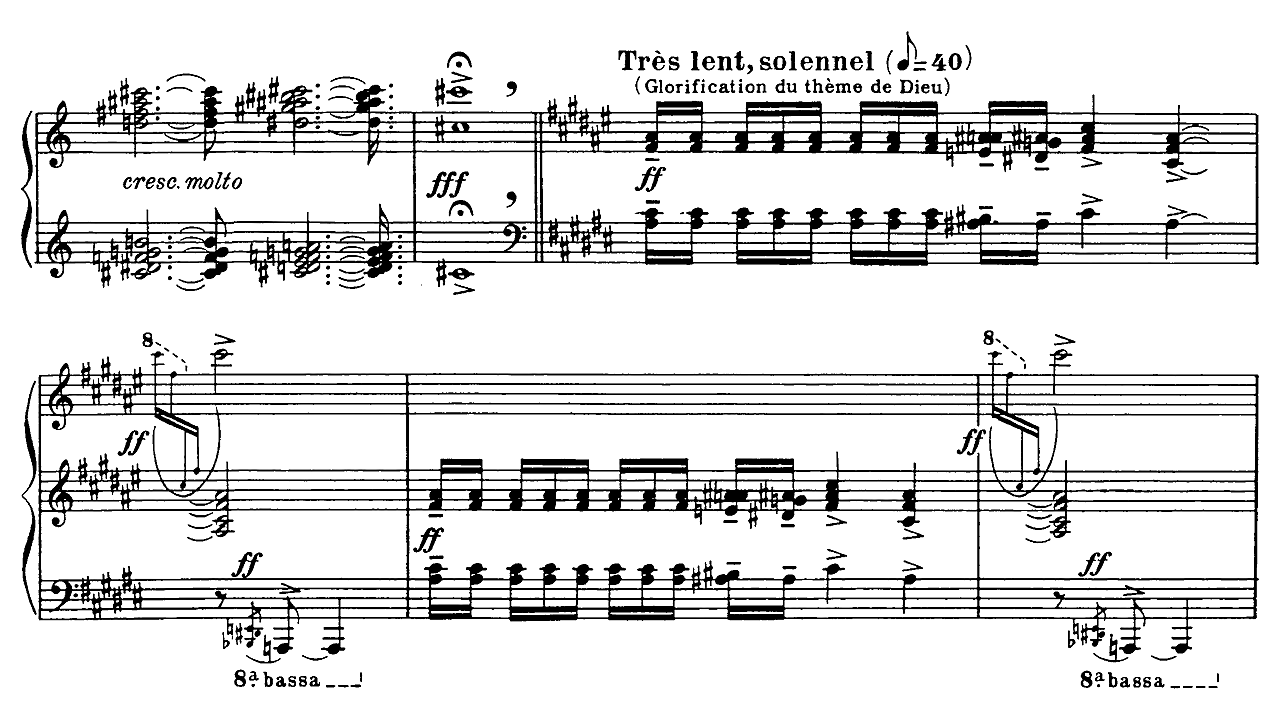 Très lent, solennel (♪=40)
(Glorification du thème de Dieu)
cresc. molto
fff
ff
8
8
ff
ff
ff
ff
ff
8ª bassa
8ª bassa